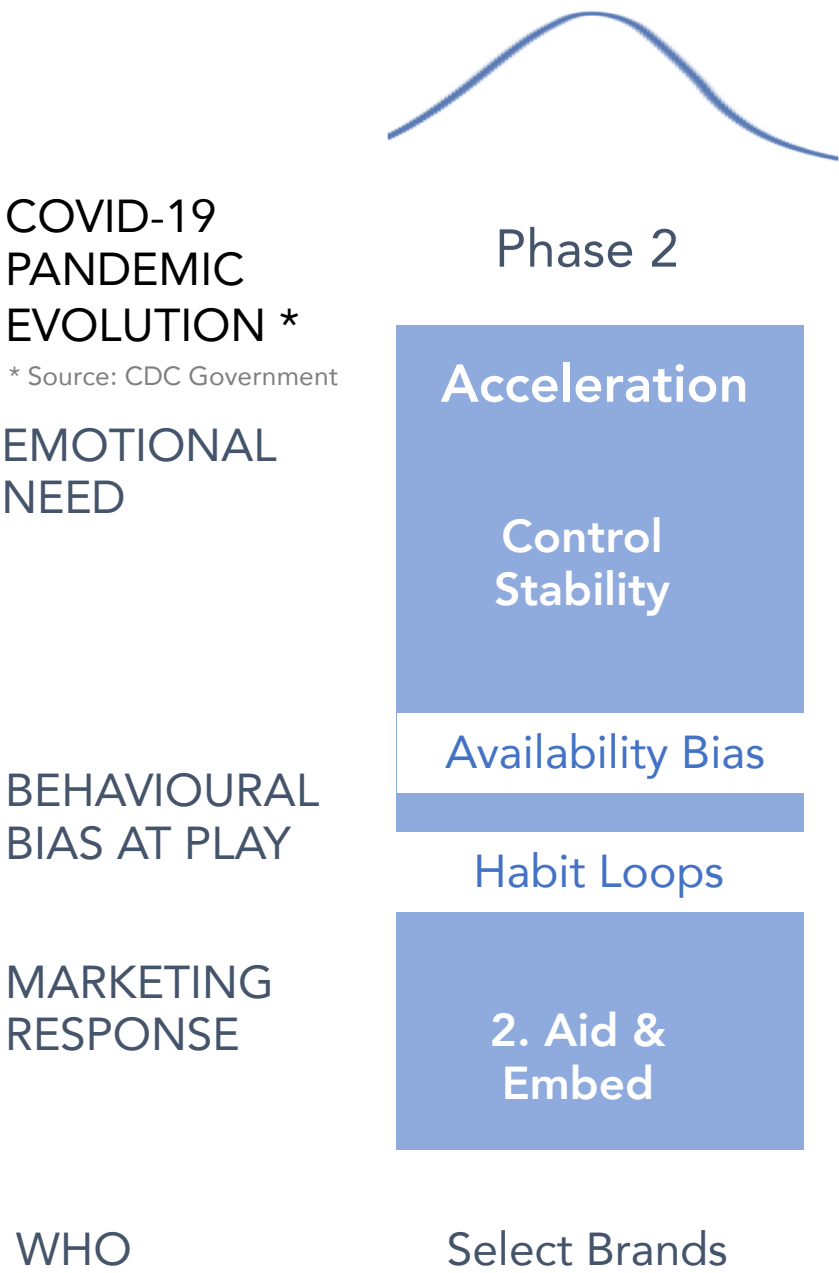 COVID-19
PANDEMIC
EVOLUTION *
* Source: CDC Government
Phase 2
Acceleration
EMOTIONAL
NEED
Control
Stability
BEHAVIOURAL
BIAS AT PLAY
Availability Bias
Habit Loops
MARKETING
RESPONSE
2. Aid &
Embed
WHO
Select Brands